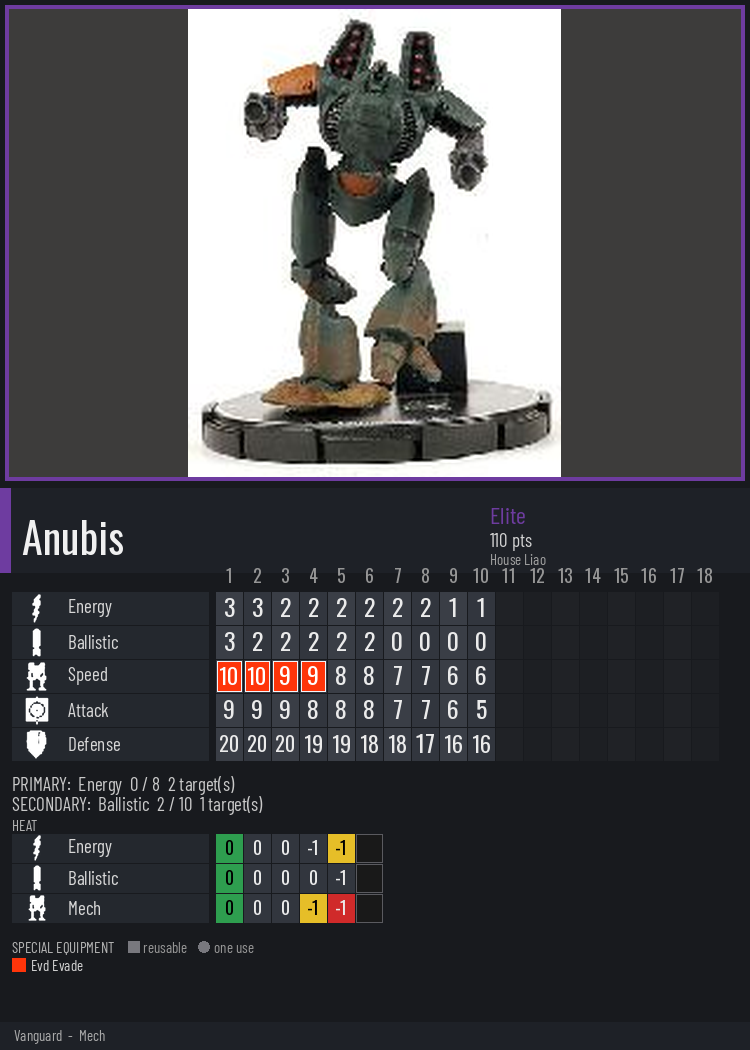 Anubis
Elite
110 pts
House Liao
1 2 3 4 5 6 7 8 9 10 11 12 13 14 15 16 17 18
Energy 3 3 2 2 2 2 2 2 1 1
Ballistic 3 2 2 2 2 2 0 0 0 0
Speed 10 10 9 9 8 8 7 7 6 6
Attack 9 9 9 8 8 8 7 7 6 5
Defense 20 20 20 19 19 18 18 17 16 16
PRIMARY: Energy 0 / 8 2 target(s)
SECONDARY: Ballistic 2 / 10 1 target(s)
HEAT
Energy 0 0 0 -1 -1
Ballistic 0 0 0 0 -1
Mech 0 0 0 -1 -1
SPECIAL EQUIPMENT reusable one use
Evd Evade
Vanguard - Mech